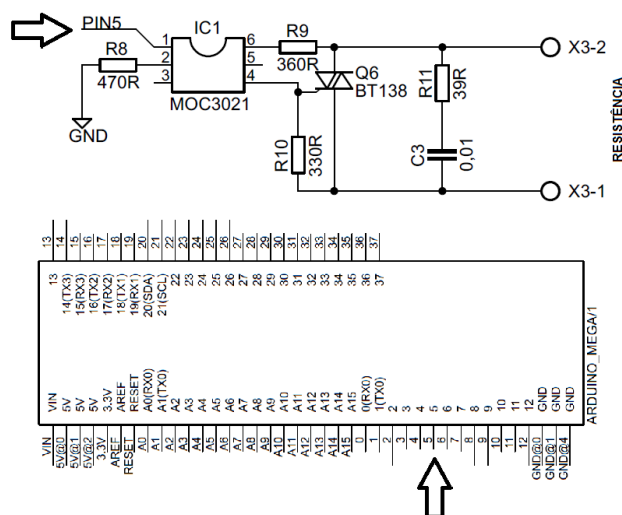 PIN5
IC1
R9
360R
X3-2
1
2
3
6
5
4
R8
470R
MOC3021
GND
Q6
BT138
R11
39R
R10
330R
C3
0,01
RESISTÊNCIA
X3-1
13 14 15 16 17 18 19 20 21 22 23 24 25 26 27 28 29 30 31 32 33 34 35 36 37
13 14(TX3) 15(RX3) 16(TX2) 17(RX2) 18(TX1) 19(RX1) 20(SDA) 21(SCL) 22 23 24 25 26 27 28 29 30 31 32 33 34 35 36 37
VIN 5V 5V 5V 3.3V AREF RESET A0(RX0) A1(TX0) A2 A3 A4 A5 A6 A7 A8 A9 A10 A11 A12 A13 A14 A15 0(RX0) 1(TX0) 2 3 4 5 6 7 8 9 10 11 12 GND GND GND
VIN 5V@0 5V@1 5V@2 3.3V AREF RESET A0 A1 A2 A3 A4 A5 A6 A7 A8 A9 A10 A11 A12 A13 A14 A15 0 1 2 3 4 5 6 7 8 9 10 11 12 GND@0 GND@1 GND@4
ARDUINO_MEGA/1